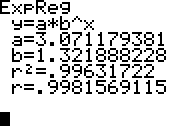 ExpReg
y=a*b^x
a=3.071179381
b=1.321888228
r²=.99631722
r=.9981569115